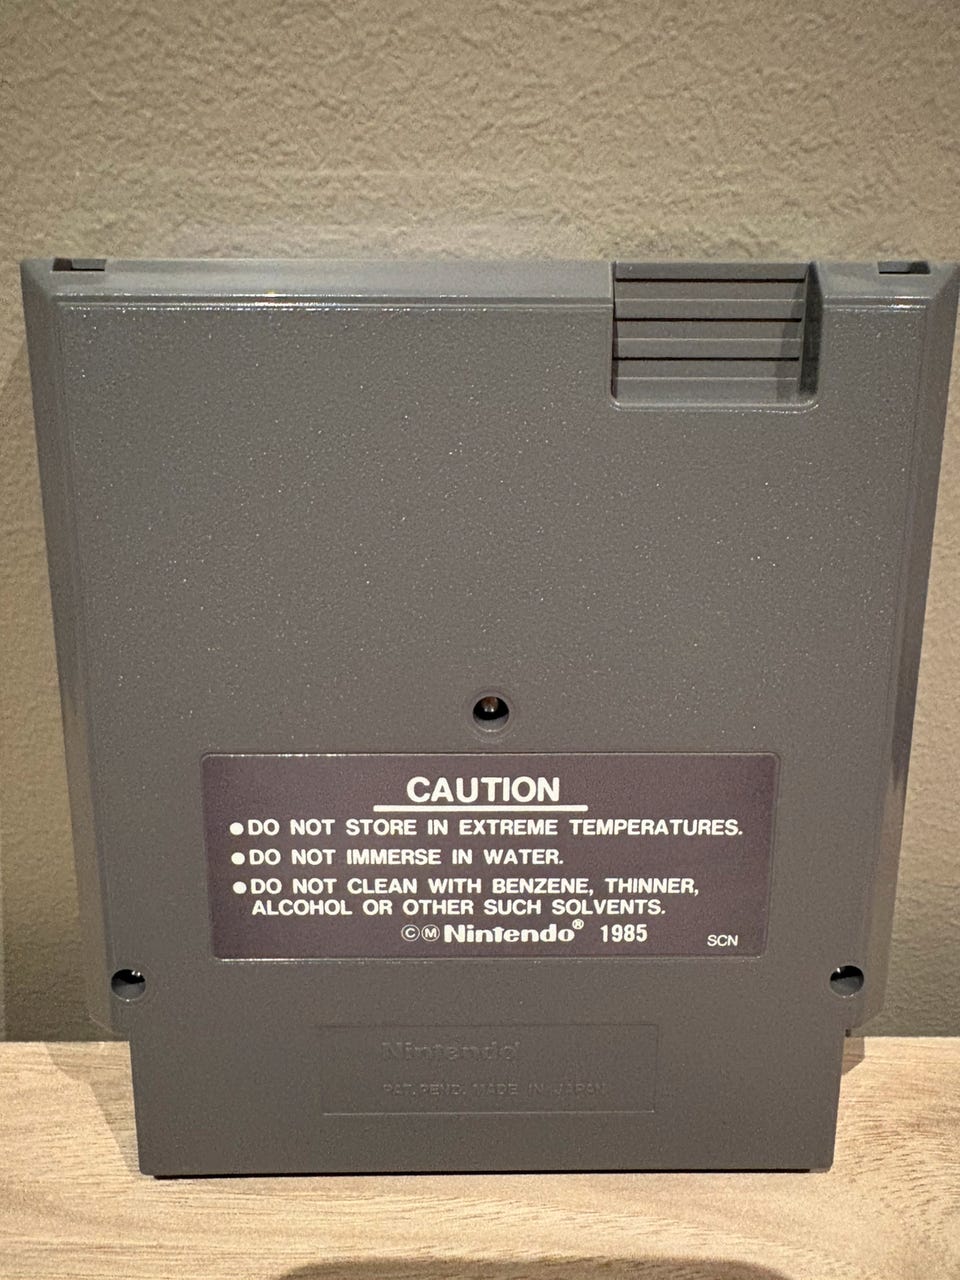 CAUTION
●DO NOT STORE IN EXTREME TEMPERATURES.
●DO NOT IMMERSE IN WATER.
●DO NOT CLEAN WITH BENZENE, THINNER,
ALCOHOL OR OTHER SUCH SOLVENTS.
ⒸⓂNintendo® 1985
SCN
Nintendo®
PAT. PEND. MADE IN JAPAN